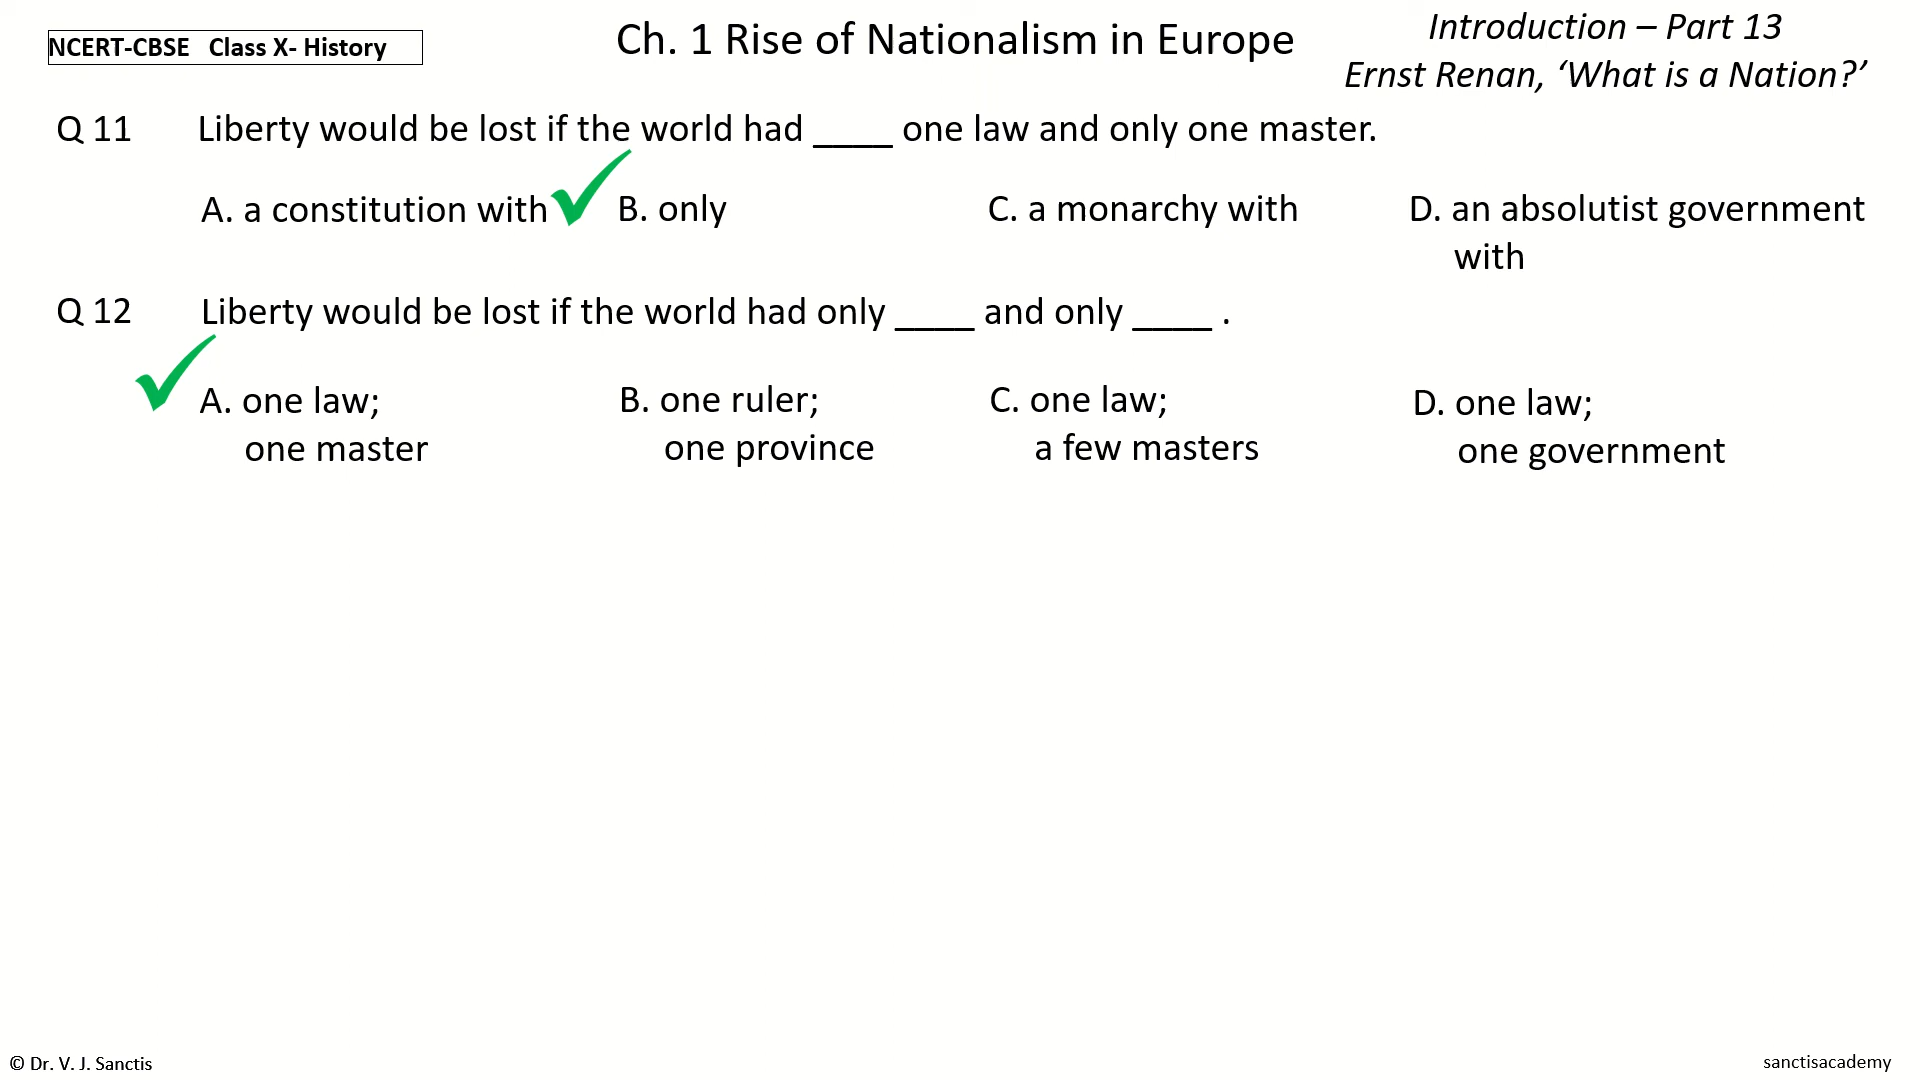 NCERT-CBSE   Class X- History
Ch. 1 Rise of Nationalism in Europe
Introduction – Part 13
Ernst Renan, ‘What is a Nation?’
Q 11 Liberty would be lost if the world had ____ one law and only one master.
A. a constitution with B. only C. a monarchy with D. an absolutist government
with
Q 12 Liberty would be lost if the world had only ____ and only ____ .
A. one law; B. one ruler; C. one law; D. one law;
one master one province a few masters one government
© Dr. V. J. Sanctis
sanctisacademy